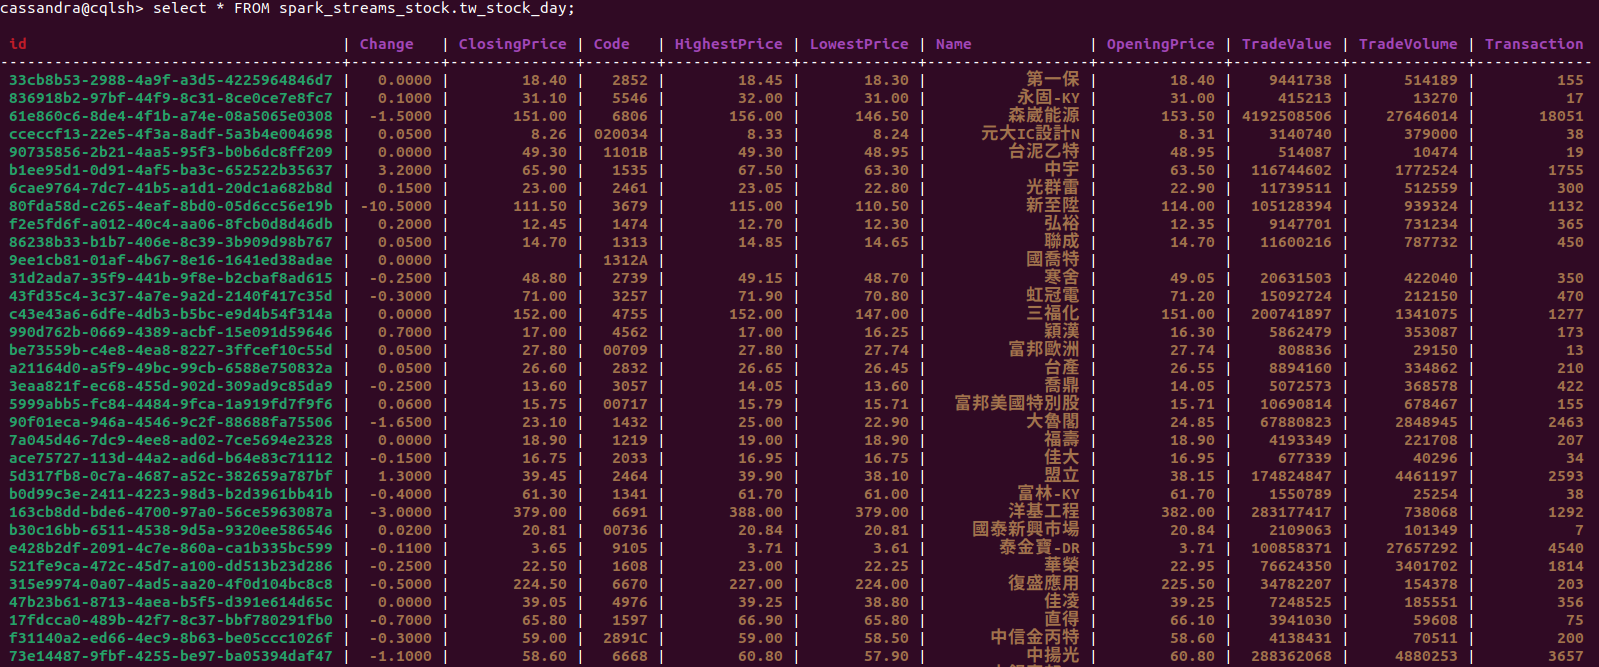 cassandra@cqlsh> select * FROM spark_streams_stock.tw_stock_day;
id | Change | ClosingPrice | Code | HighestPrice | LowestPrice | Name | OpeningPrice | TradeValue | TradeVolume | Transaction
33cb8b53-2988-4a9f-a3d5-4225964846d7 | 0.0000 | 18.40 | 2852 | 18.45 | 18.30 | 第一保 | 18.40 | 9441738 | 514189 | 155
836918b2-97bf-44f9-8c31-8ce0ce7e8fc7 | 0.1000 | 31.10 | 5546 | 32.00 | 31.00 | 永固-KY | 31.00 | 415213 | 13270 | 17
61e860c6-8de4-4f1b-a74e-08a5065e0308 | -1.5000 | 151.00 | 6806 | 156.00 | 146.50 | 森崴能源 | 153.50 | 4192508506 | 27646014 | 18051
cceccf13-22e5-4f3a-8adf-5a3b4e004698 | 0.0500 | 8.26 | 020034 | 8.33 | 8.24 | 元大IC設計N | 8.31 | 3140740 | 379000 | 38
90735856-2b21-4aa5-95f3-b0b6dc8ff209 | 0.0000 | 49.30 | 1101B | 49.30 | 48.95 | 台泥乙特 | 48.95 | 514087 | 10474 | 19
b1ee95d1-0d91-4af5-ba3c-652522b35637 | 3.2000 | 65.90 | 1535 | 67.50 | 63.30 | 中宇 | 63.50 | 116744602 | 1772524 | 1755
6cae9764-7dc7-41b5-a1d1-20dc1a682b8d | 0.1500 | 23.00 | 2461 | 23.05 | 22.80 | 光群雷 | 22.90 | 11739511 | 512559 | 300
80fda58d-c265-4eaf-8bd0-05d6cc56e19b | -10.5000 | 111.50 | 3679 | 115.00 | 110.50 | 新至陞 | 114.00 | 105128394 | 939324 | 1132
f2e5fd6f-a012-40c4-aa06-8fcb0d8d46db | 0.2000 | 12.45 | 1474 | 12.70 | 12.30 | 弘裕 | 12.35 | 9147701 | 731234 | 365
86238b33-b1b7-406e-8c39-3b909d98b767 | 0.0500 | 14.70 | 1313 | 14.85 | 14.65 | 聯成 | 14.70 | 11600216 | 787732 | 450
9ee1cb81-01af-4b67-8e16-1641ed38adae | 0.0000 | | 1312A | | | 國喬特 | | | |
31d2ada7-35f9-441b-9f8e-b2cbaf8ad615 | -0.2500 | 48.80 | 2739 | 49.15 | 48.70 | 寒舍 | 49.05 | 20631503 | 422040 | 350
43fd35c4-3c37-4a7e-9a2d-2140f417c35d | -0.3000 | 71.00 | 3257 | 71.90 | 70.80 | 虹冠電 | 71.20 | 15092724 | 212150 | 470
c43e43a6-6dfe-4db3-b5bc-e9d4b54f314a | 0.0000 | 152.00 | 4755 | 152.00 | 147.00 | 三福化 | 151.00 | 200741897 | 1341075 | 1277
990d762b-0669-4389-acbf-15e091d59646 | 0.7000 | 17.00 | 4562 | 17.00 | 16.25 | 穎漢 | 16.30 | 5862479 | 353087 | 173
be73559b-c4e8-4ea8-8227-3ffcef10c55d | 0.0500 | 27.80 | 00709 | 27.80 | 27.74 | 富邦歐洲 | 27.74 | 808836 | 29150 | 13
a21164d0-a5f9-49bc-99cb-6588e750832a | 0.0500 | 26.60 | 2832 | 26.65 | 26.45 | 台產 | 26.55 | 8894160 | 334862 | 210
3eaa821f-ec68-455d-902d-309ad9c85da9 | -0.2500 | 13.60 | 3057 | 14.05 | 13.60 | 喬鼎 | 14.05 | 5072573 | 368578 | 422
5999abb5-fc84-4484-9fca-1a919fd7f9f6 | 0.0600 | 15.75 | 00717 | 15.79 | 15.71 | 富邦美國特別股 | 15.71 | 10690814 | 678467 | 155
90f01eca-946a-4546-9c2f-88688fa75506 | -1.6500 | 23.10 | 1432 | 25.00 | 22.90 | 大魯閣 | 24.85 | 67880823 | 2848945 | 2463
7a045d46-7dc9-4ee8-ad02-7ce5694e2328 | 0.0000 | 18.90 | 1219 | 19.00 | 18.90 | 福壽 | 18.90 | 4193349 | 221708 | 207
ace75727-113d-44a2-ad6d-b64e83c71112 | -0.1500 | 16.75 | 2033 | 16.95 | 16.75 | 佳大 | 16.95 | 677339 | 40296 | 34
5d317fb8-0c7a-4687-a52c-382659a787bf | 1.3000 | 39.45 | 2464 | 39.90 | 38.10 | 盟立 | 38.15 | 174824847 | 4461197 | 2593
b0d99c3e-2411-4223-98d3-b2d3961bb41b | -0.4000 | 61.30 | 1341 | 61.70 | 61.00 | 富林-KY | 61.70 | 1550789 | 25254 | 38
163cb8dd-bde6-4700-97a0-56ce5963087a | -3.0000 | 379.00 | 6691 | 388.00 | 379.00 | 洋基工程 | 382.00 | 283177417 | 738068 | 1292
b30c16bb-6511-4538-9d5a-9320ee586546 | 0.0200 | 20.81 | 00736 | 20.84 | 20.81 | 國泰新興市場 | 20.84 | 2109063 | 101349 | 7
e428b2df-2091-4c7e-860a-ca1b335bc599 | -0.1100 | 3.65 | 9105 | 3.71 | 3.61 | 泰金寶-DR | 3.71 | 100858371 | 27657292 | 4540
521fe9ca-472c-45d7-a100-dd513b23d286 | -0.2500 | 22.50 | 1608 | 23.00 | 22.25 | 華榮 | 22.95 | 76624350 | 3401702 | 1814
315e9974-0a07-4ad5-aa20-4f0d104bc8c8 | -0.5000 | 224.50 | 6670 | 227.00 | 224.00 | 復盛應用 | 225.50 | 34782207 | 154378 | 203
47b23b61-8713-4aea-b5f5-d391e614d65c | 0.0000 | 39.05 | 4976 | 39.25 | 38.80 | 佳凌 | 39.25 | 7248525 | 185551 | 356
17fdcca0-489b-42f7-8c37-bbf780291fb0 | -0.7000 | 65.80 | 1597 | 66.90 | 65.80 | 直得 | 66.10 | 3941030 | 59608 | 75
f31140a2-ed66-4ec9-8b63-be05ccc1026f | -0.3000 | 59.00 | 2891C | 59.00 | 58.50 | 中信金丙特 | 58.60 | 4138431 | 70511 | 200
73e14487-9fbf-4255-be97-ba05394daf47 | -1.1000 | 58.60 | 6668 | 60.80 | 57.90 | 中揚光 | 60.80 | 288362068 | 4880253 | 3657